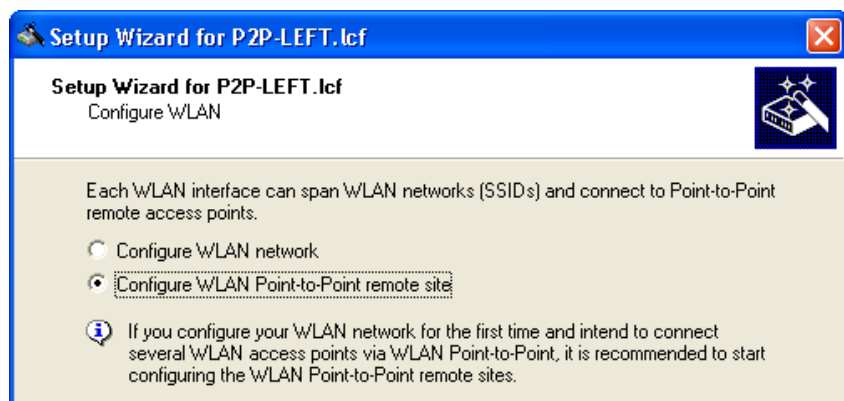 Setup Wizard for P2P-LEFT.lcf
Setup Wizard for P2P-LEFT.lcf
Configure WLAN
Each WLAN interface can span WLAN networks (SSIDs) and connect to Point-to-Point
remote access points.
Configure WLAN network
Configure WLAN Point-to-Point remote site
If you configure your WLAN network for the first time and intend to connect
several WLAN access points via WLAN Point-to-Point, it is recommended to start
configuring the WLAN Point-to-Point remote sites.